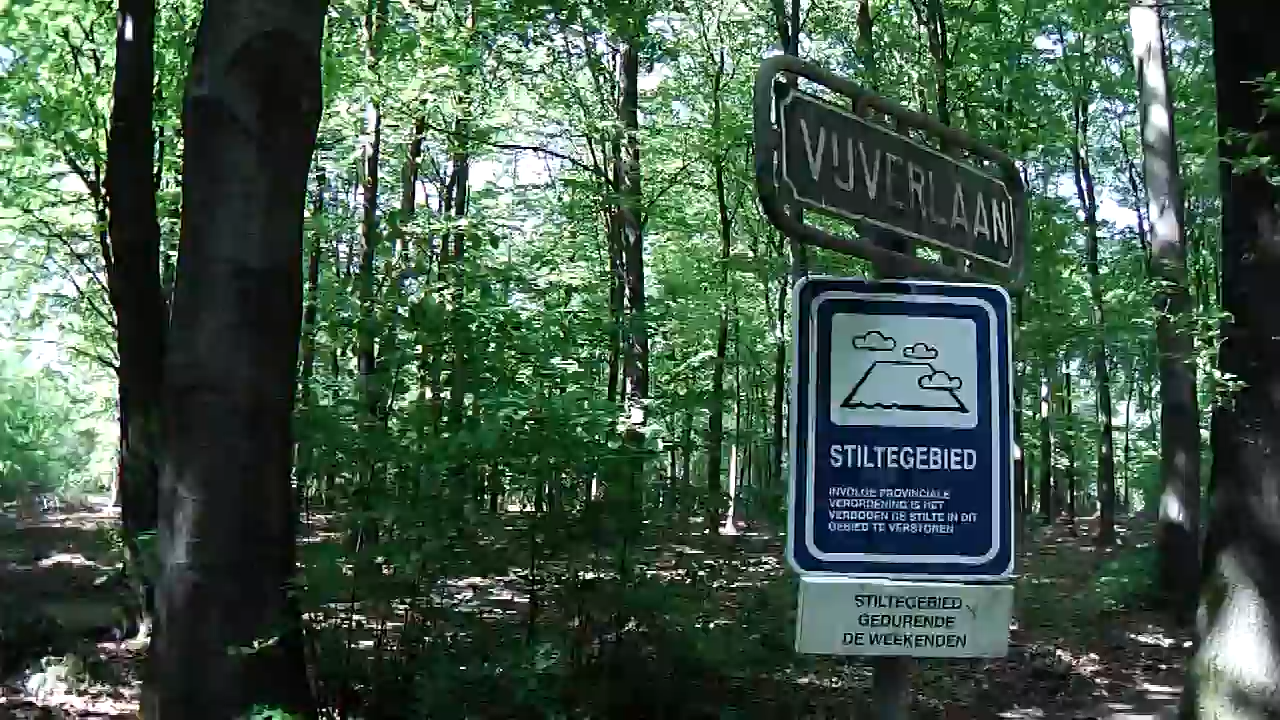 VIJVERLAAN
STILTEGEBIED
INVOLGE PROVINCIALE
VERORDENING IS HET
VERBODEN DE STILTE IN DIT
GEBIED TE VERSTOREN
STILTEGEBIED
GEDURENDE
DE WEEKENDEN